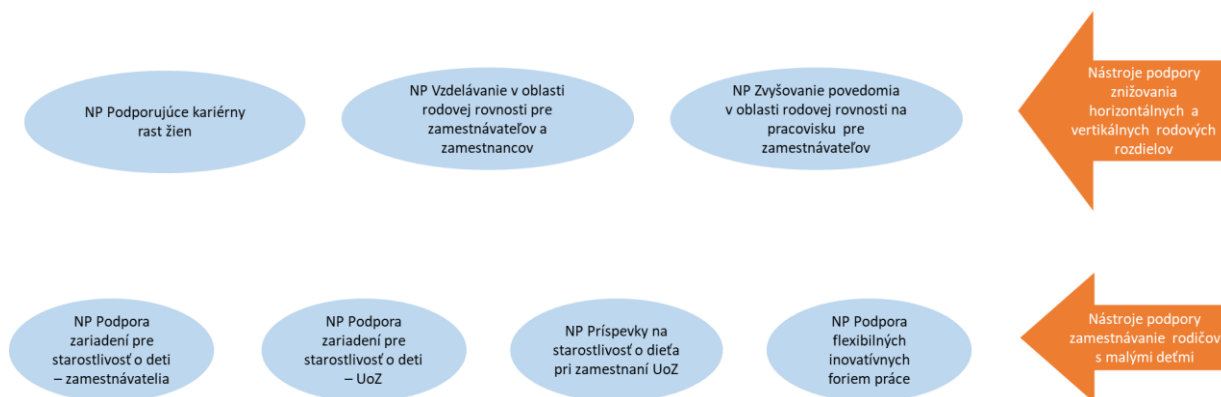 NP Podporujúce kariérny
rast žien
NP Vzdelávanie v oblasti
rodovej rovnosti pre
zamestnávateľov a
zamestnancov
NP Zvyšovanie povedomia
v oblasti rodovej rovnosti na
pracovisku pre
zamestnávateľov
Nástroje podpory
znižovania
horizontálnych a
vertikálnych rodových
rozdielov
NP Podpora
zariadení pre
starostlivosť o deti
– zamestnávatelia
NP Podpora
zariadení pre
starostlivosť o deti
– UoZ
NP Príspevky na
starostlivosť o dieťa
pri zamestnaní UoZ
NP Podpora
flexibilných
inovatívnych
foriem práce
Nástroje podpory
zamestnávanie rodičov
s malými deťmi